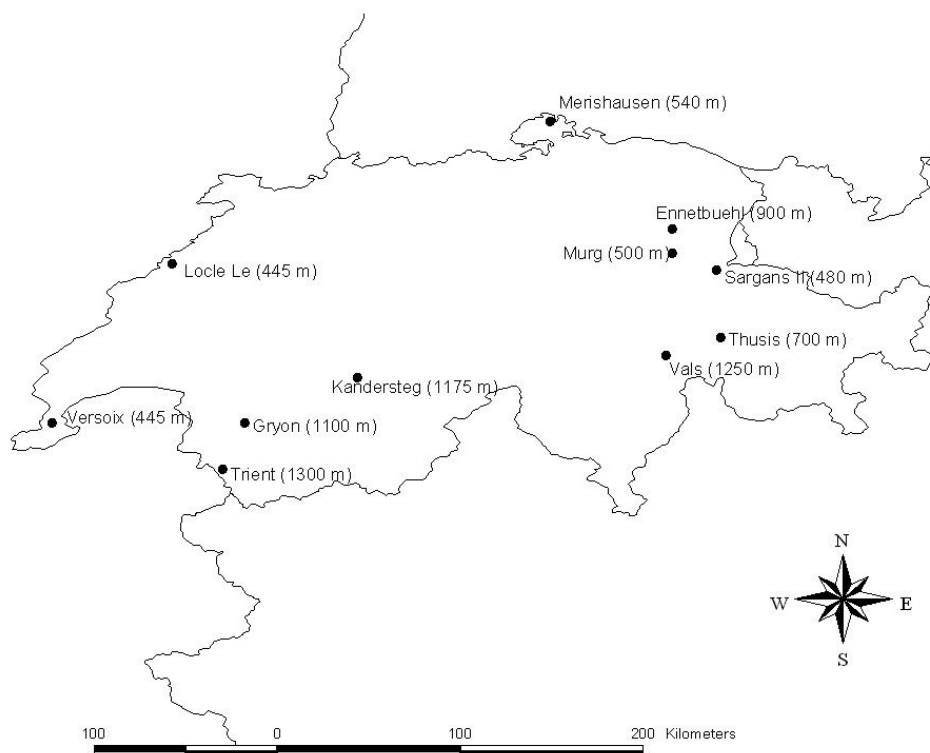 Merishausen (540 m)
Ennetbuehl (900 m)
Murg (500 m)
Locle Le (445 m)
Sargans II (480 m)
Thusis (700 m)
Vals (1250 m)
Kandersteg (1175 m)
Versoix (445 m)
Gryon (1100 m)
Trient (1300 m)
N
W
E
S
100 0 100 200 Kilometers